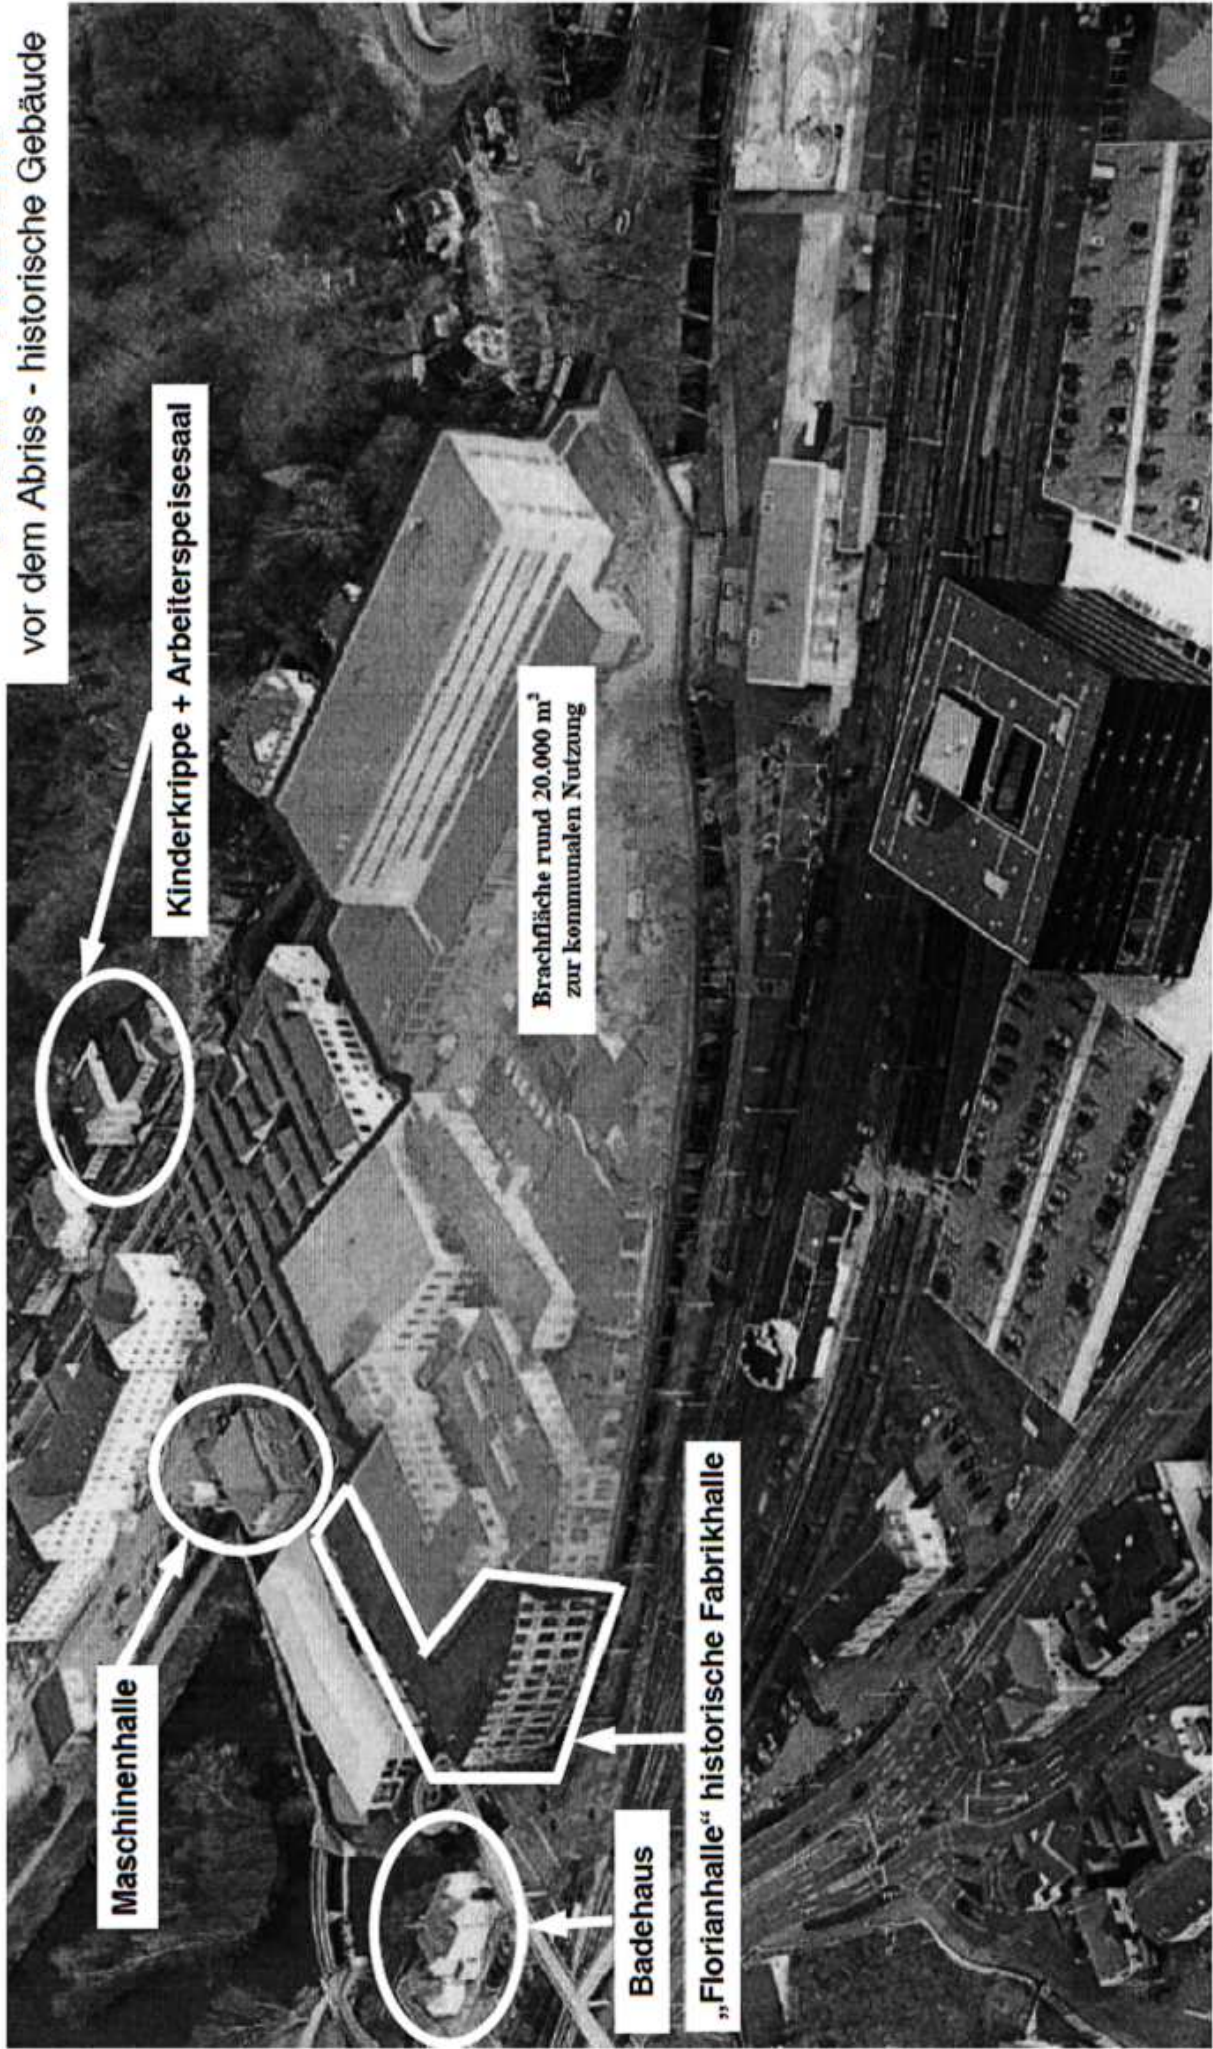 vor dem Abriss - historische Gebäude
Kinderkrippe + Arbeiterspeisesaal
Maschinenhalle
Brachfläche rund 20.000 m²
zur kommunalen Nutzung
Badehaus
„Florianhalle“ historische Fabrikhalle